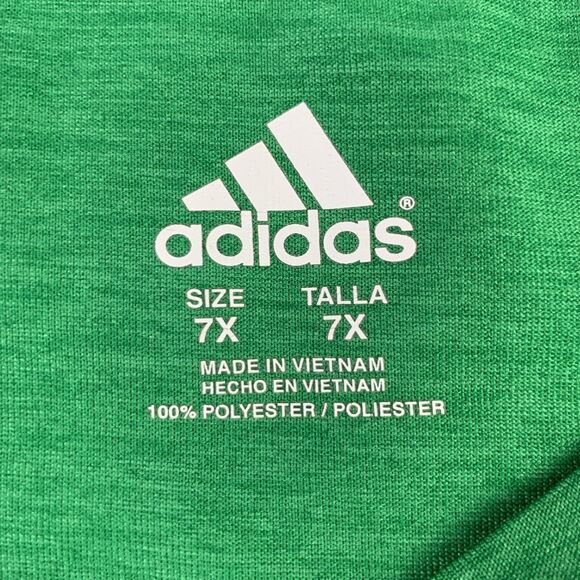 adidas®
SIZE TALLA
7X 7X
MADE IN VIETNAM
HECHO EN VIETNAM
100% POLYESTER / POLIESTER